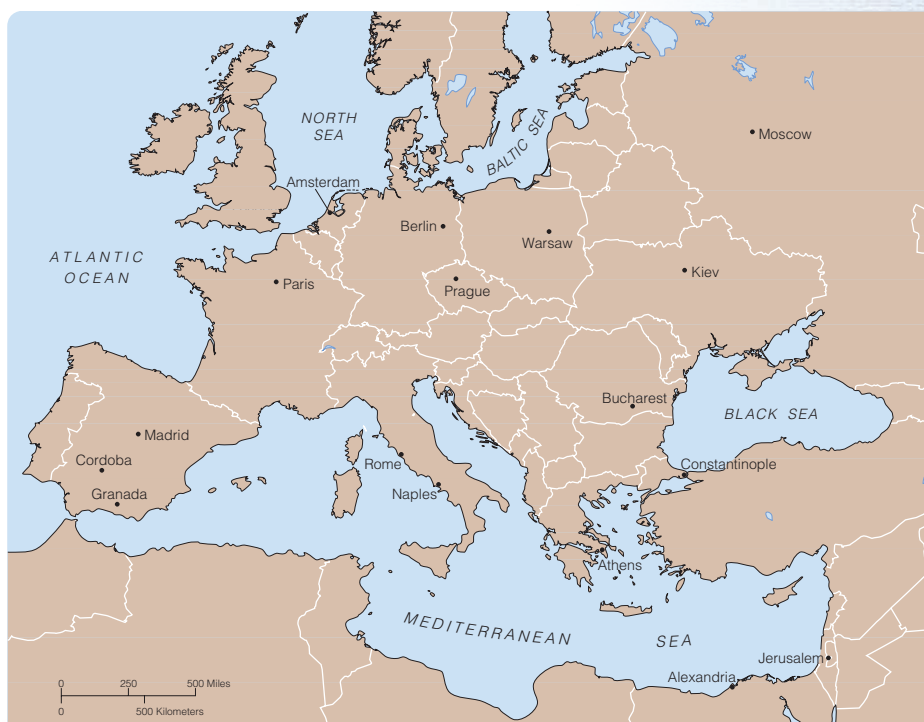 NORTH
SEA
BALTIC SEA
Moscow
Amsterdam
Berlin
Warsaw
ATLANTIC
OCEAN
Paris
Prague
Kiev
Bucharest
BLACK SEA
Madrid
Cordoba
Rome
Constantinople
Granada
Naples
Athens
MEDITERRANEAN SEA
Jerusalem
Alexandria
0 250 500 Miles
0 500 Kilometers